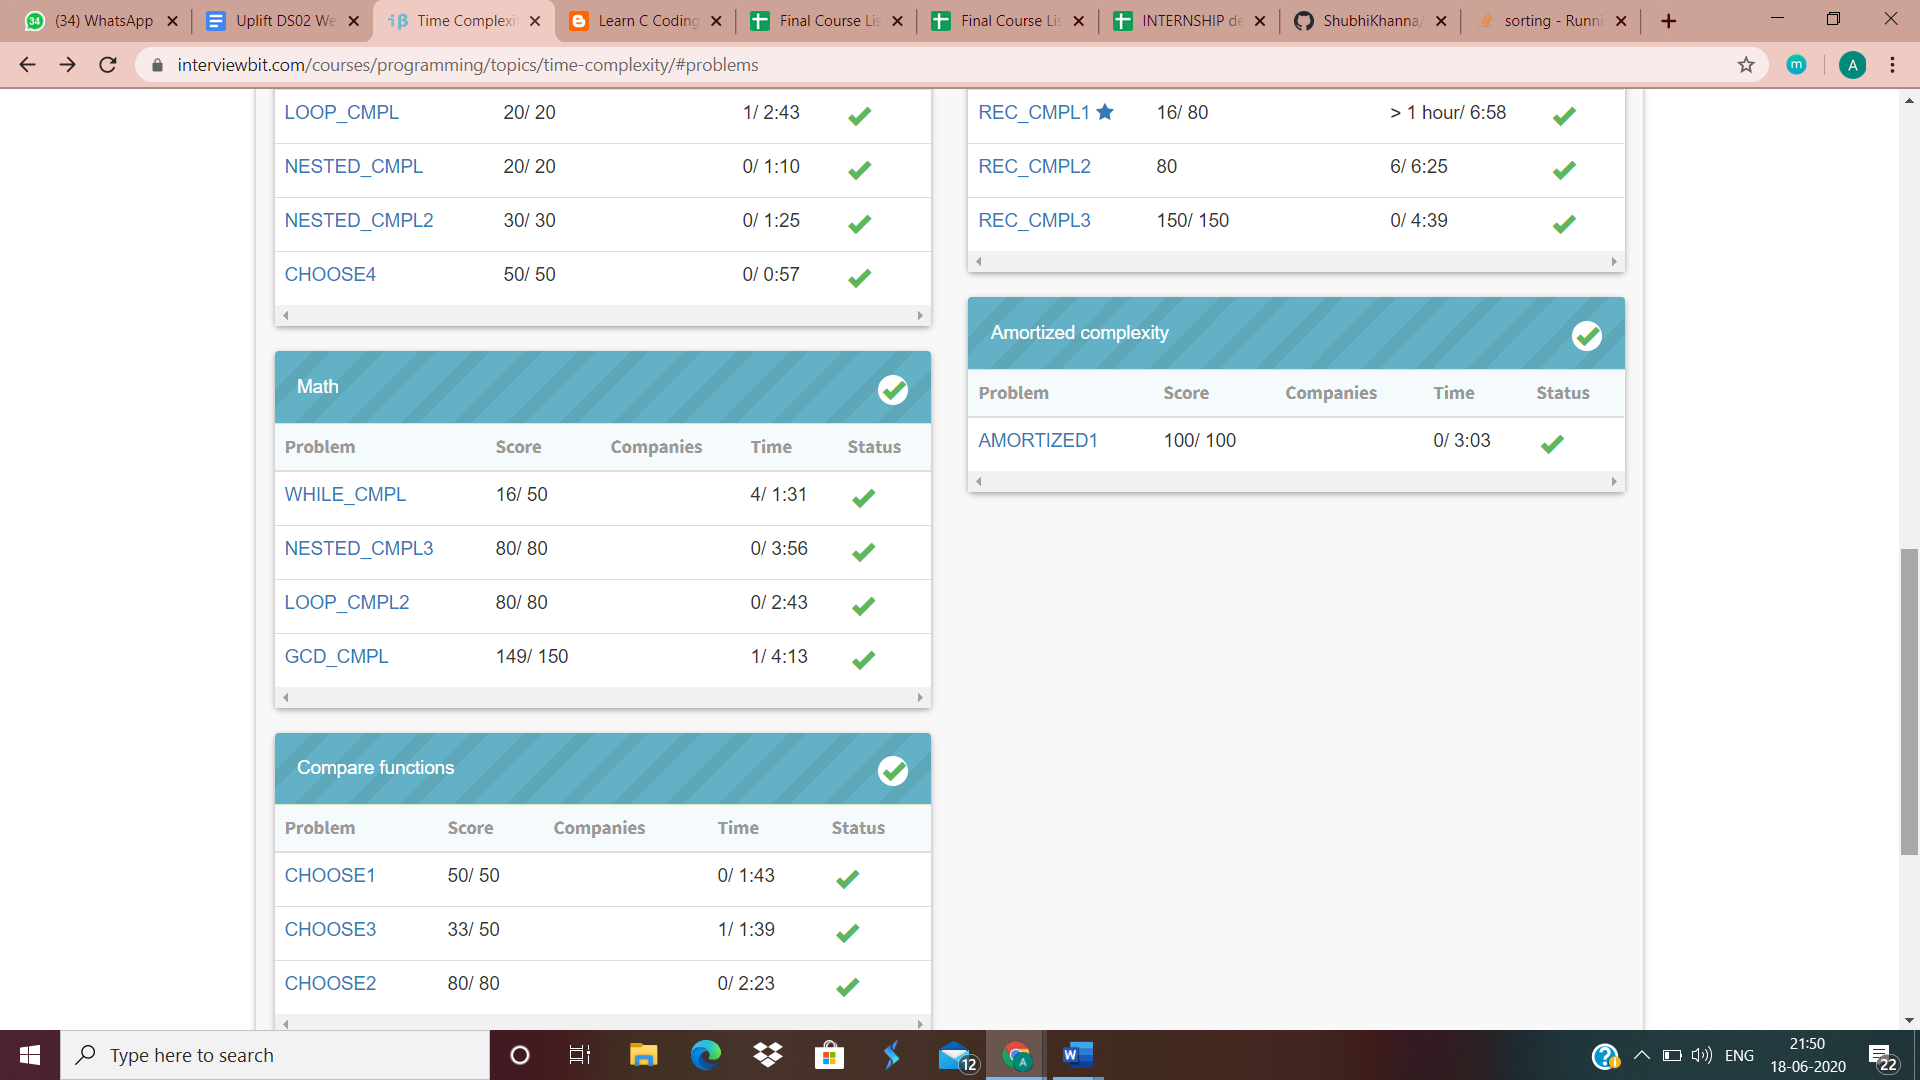 (34) WhatsApp
Uplift DS02 We
Time Complexit
Learn C Coding
Final Course Lis
Final Course Lis
INTERNSHIP de
ShubhiKhanna/
sorting - Runni
interviewbit.com/courses/programming/topics/time-complexity/#problems
m
A
LOOP_CMPL 20/ 20 1/ 2:43
NESTED_CMPL 20/ 20 0/ 1:10
NESTED_CMPL2 30/ 30 0/ 1:25
CHOOSE4 50/ 50 0/ 0:57
Math
Problem Score Companies Time Status
WHILE_CMPL 16/ 50 4/ 1:31
NESTED_CMPL3 80/ 80 0/ 3:56
LOOP_CMPL2 80/ 80 0/ 2:43
GCD_CMPL 149/ 150 1/ 4:13
Compare functions
Problem Score Companies Time Status
CHOOSE1 50/ 50 0/ 1:43
CHOOSE3 33/ 50 1/ 1:39
CHOOSE2 80/ 80 0/ 2:23
REC_CMPL1 16/ 80 > 1 hour/ 6:58
REC_CMPL2 80 6/ 6:25
REC_CMPL3 150/ 150 0/ 4:39
Amortized complexity
Problem Score Companies Time Status
AMORTIZED1 100/ 100 0/ 3:03
Type here to search
12
A
W
ENG
21:50
18-06-2020
22